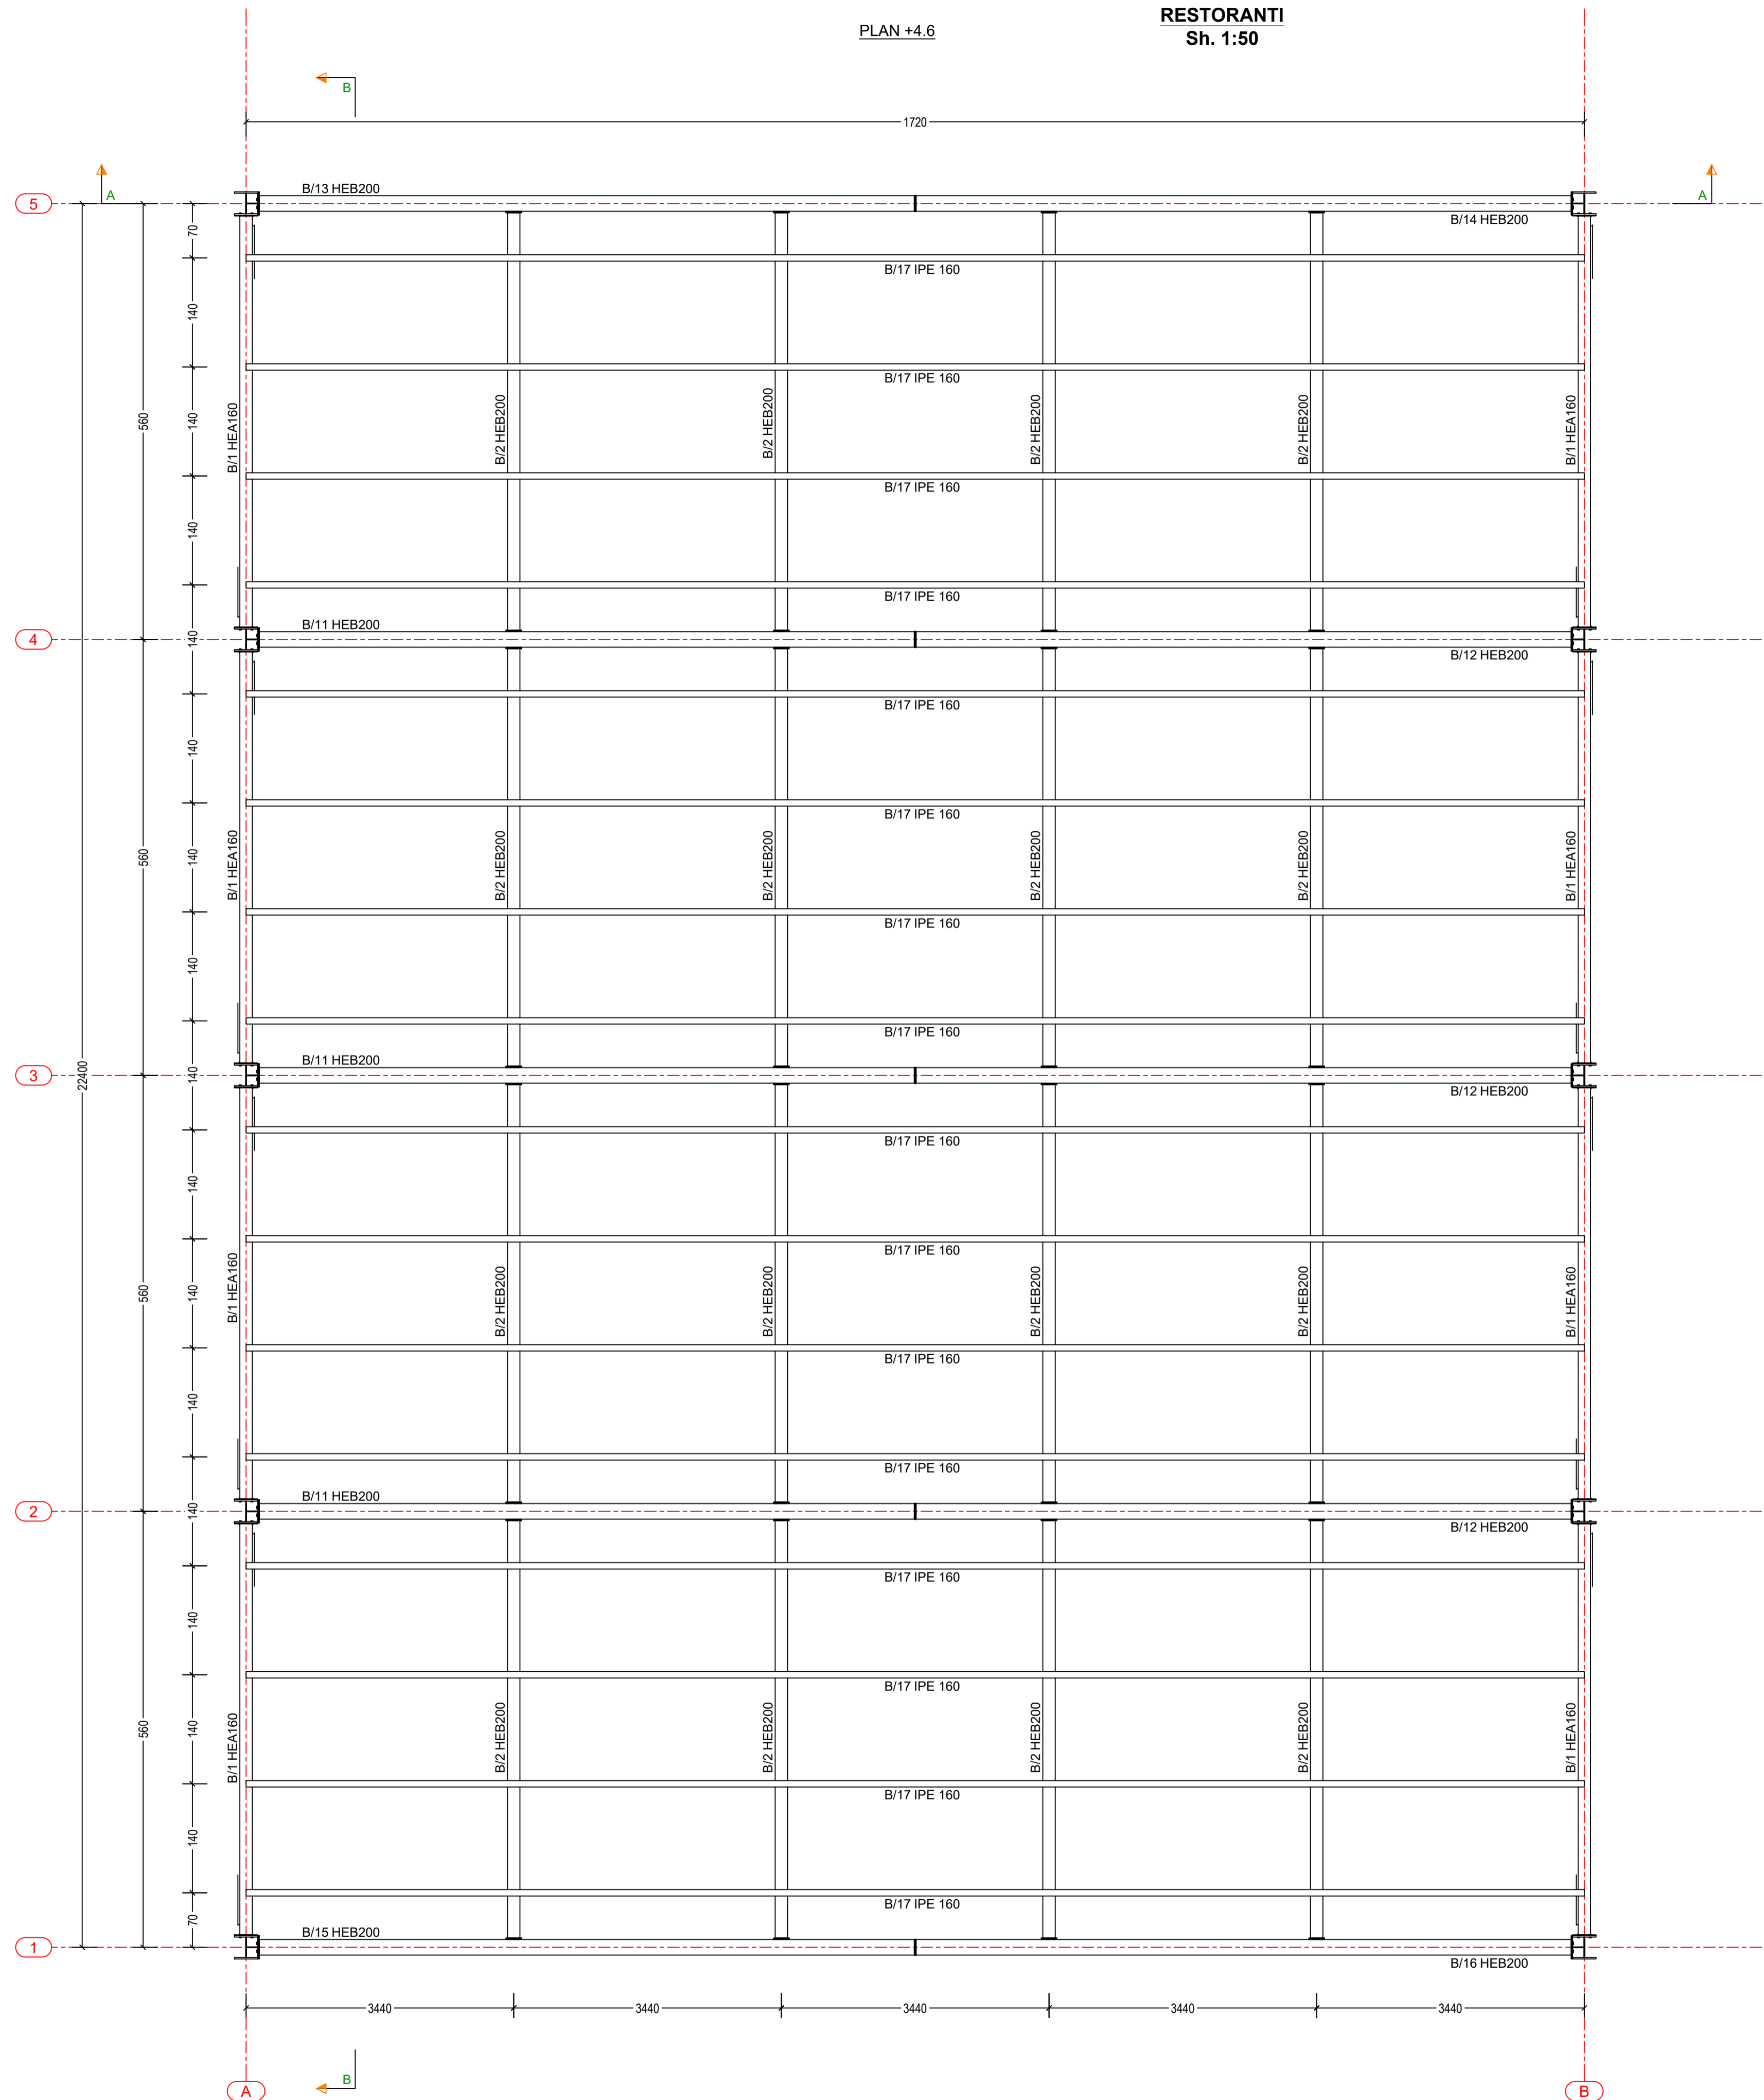 RESTORANTI
PLAN +4.6
Sh. 1:50
B
1720
A
A
B/13 HEB200
5
B/14 HEB200
70
B/17 IPE 160
140
B/17 IPE 160
560
140
B/1 HEA160
B/2 HEB200
B/2 HEB200
B/2 HEB200
B/2 HEB200
B/1 HEA160
B/17 IPE 160
140
B/17 IPE 160
B/11 HEB200
4
140
B/12 HEB200
B/17 IPE 160
140
B/17 IPE 160
560
140
B/1 HEA160
B/2 HEB200
B/2 HEB200
B/2 HEB200
B/2 HEB200
B/1 HEA160
B/17 IPE 160
140
B/17 IPE 160
B/11 HEB200
3
22400
140
B/12 HEB200
B/17 IPE 160
140
B/17 IPE 160
560
140
B/1 HEA160
B/2 HEB200
B/2 HEB200
B/2 HEB200
B/2 HEB200
B/1 HEA160
B/17 IPE 160
140
B/17 IPE 160
B/11 HEB200
2
140
B/12 HEB200
B/17 IPE 160
140
B/17 IPE 160
560
140
B/1 HEA160
B/2 HEB200
B/2 HEB200
B/2 HEB200
B/2 HEB200
B/1 HEA160
B/17 IPE 160
140
B/17 IPE 160
70
B/15 HEB200
1
B/16 HEB200
3440
3440
3440
3440
3440
B
A
B